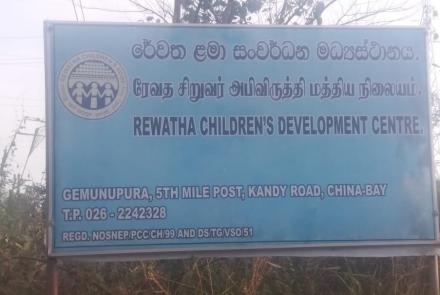 රේවත ළමා සංවර්ධන මධ්‍යස්ථානය.
ரேவத சிறுவர் அபிவிருத்தி மத்திய நிலையம்.
REWATHA CHILDREN'S DEVELOPMENT CENTRE.
GEMUNUPURA, 5TH MILE POST, KANDY ROAD, CHINA-BAY
T.P. 026 - 2242328
REGD. NOSNEP/PCC/CH/99 AND DS/TG/VSO/51